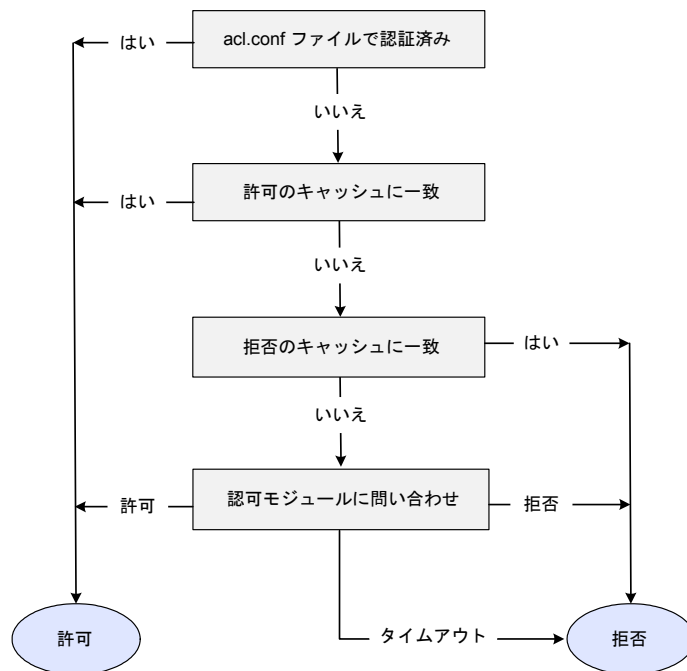 acl.conf ファイルで認証済み
はい
いいえ
許可のキャッシュに一致
はい
いいえ
拒否のキャッシュに一致
はい
いいえ
認可モジュールに問い合わせ
許可
拒否
タイムアウト
許可
拒否